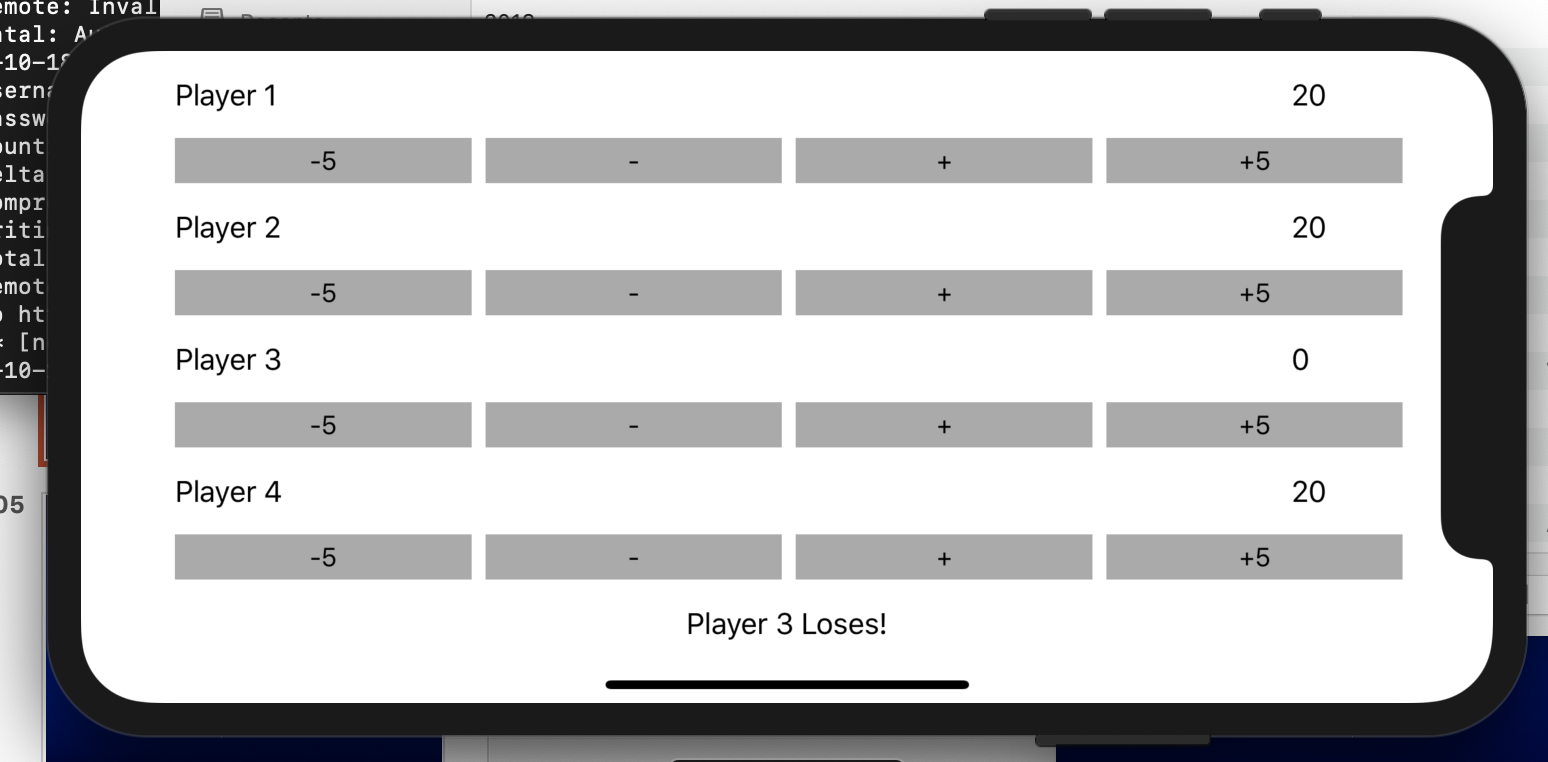 Player 1 20
-5 - + +5
Player 2 20
-5 - + +5
Player 3 0
-5 - + +5
Player 4 20
-5 - + +5
Player 3 Loses!
emote: Inval
tal: A
-10-18
serna
assw
ount
elta
ompr
riti
otal
emot
ht
* [n
-10-
05